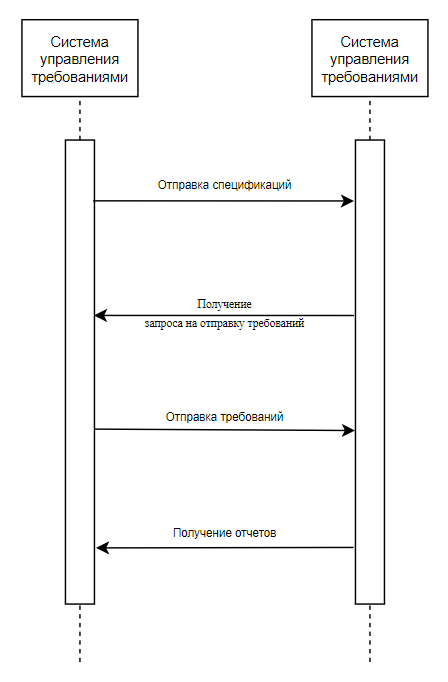 Система
управления
требованиями
Система
управления
требованиями
Отправка спецификаций
Получение
запроса на отправку требований
Отправка требований
Получение отчетов